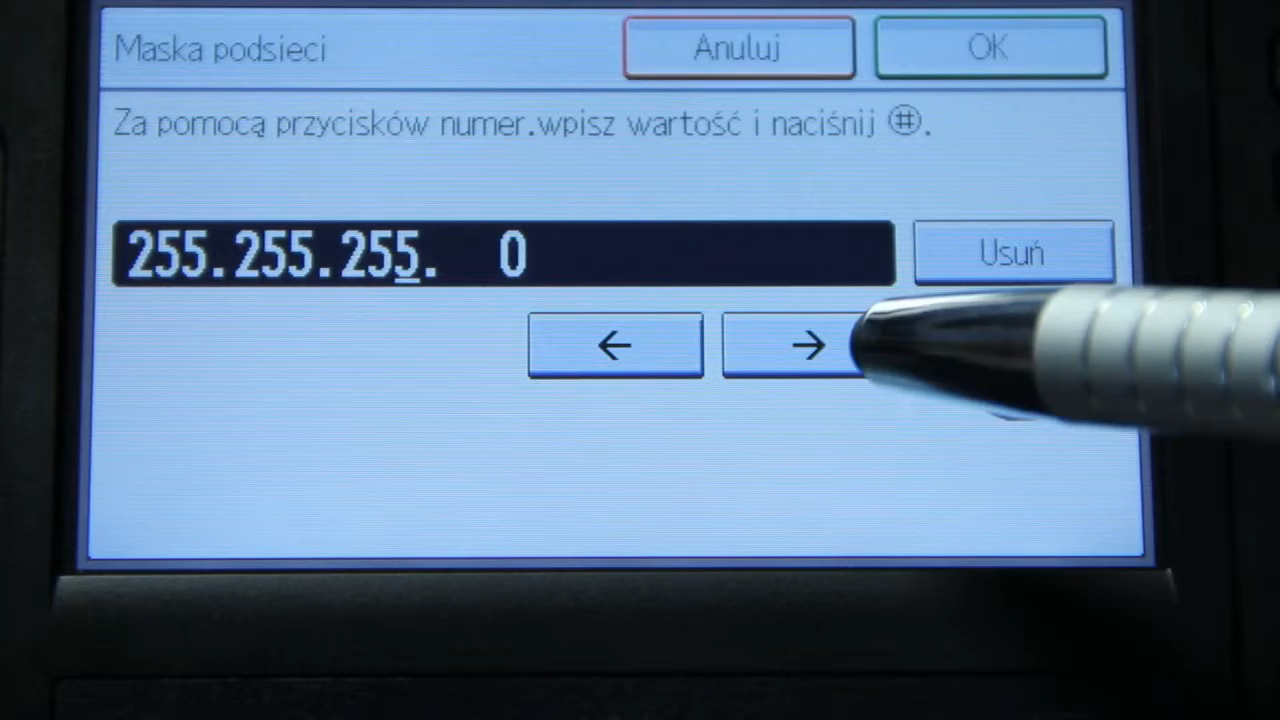 Maska podsieci Anuluj OK
Za pomocą przycisków numer.wpisz wartość i naciśnij #.
255.255.255. 0 Usuń
← →